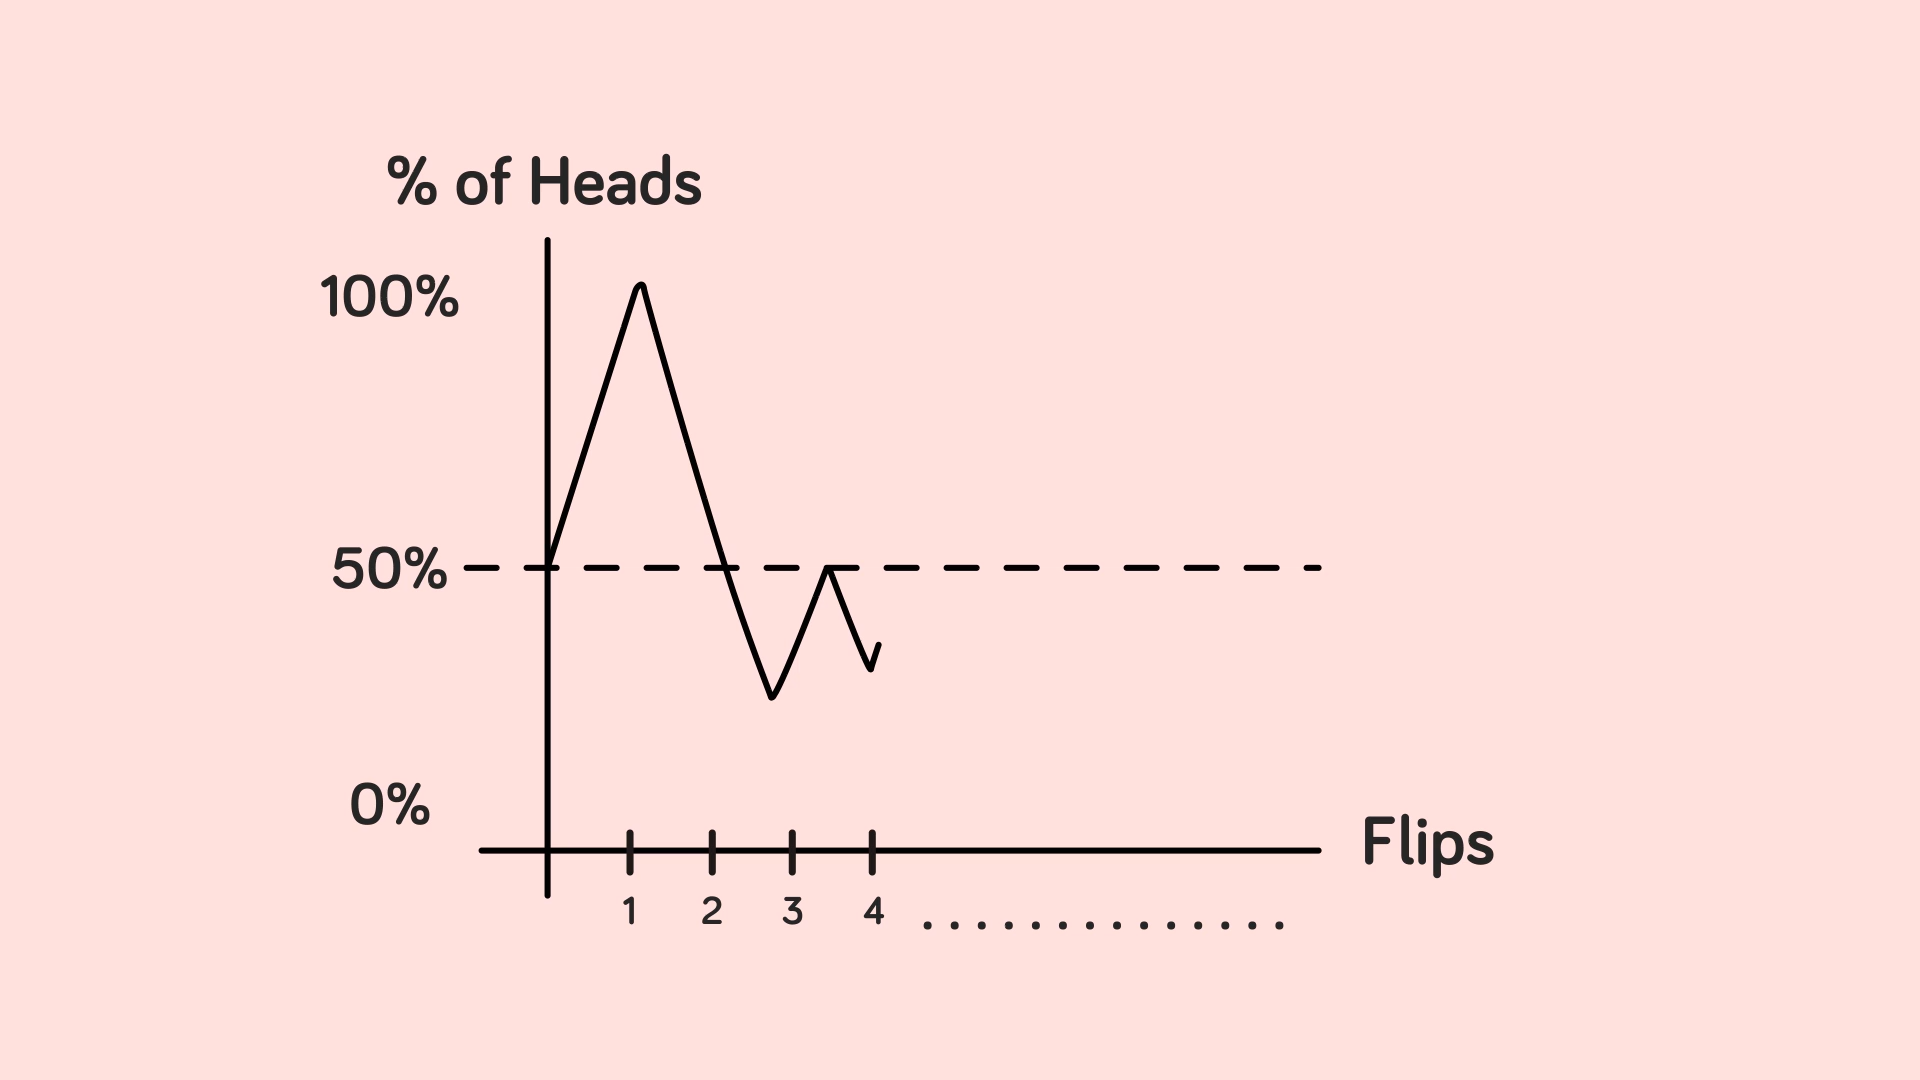 % of Heads
100%
50%
0%
Flips
1 2 3 4 ..............